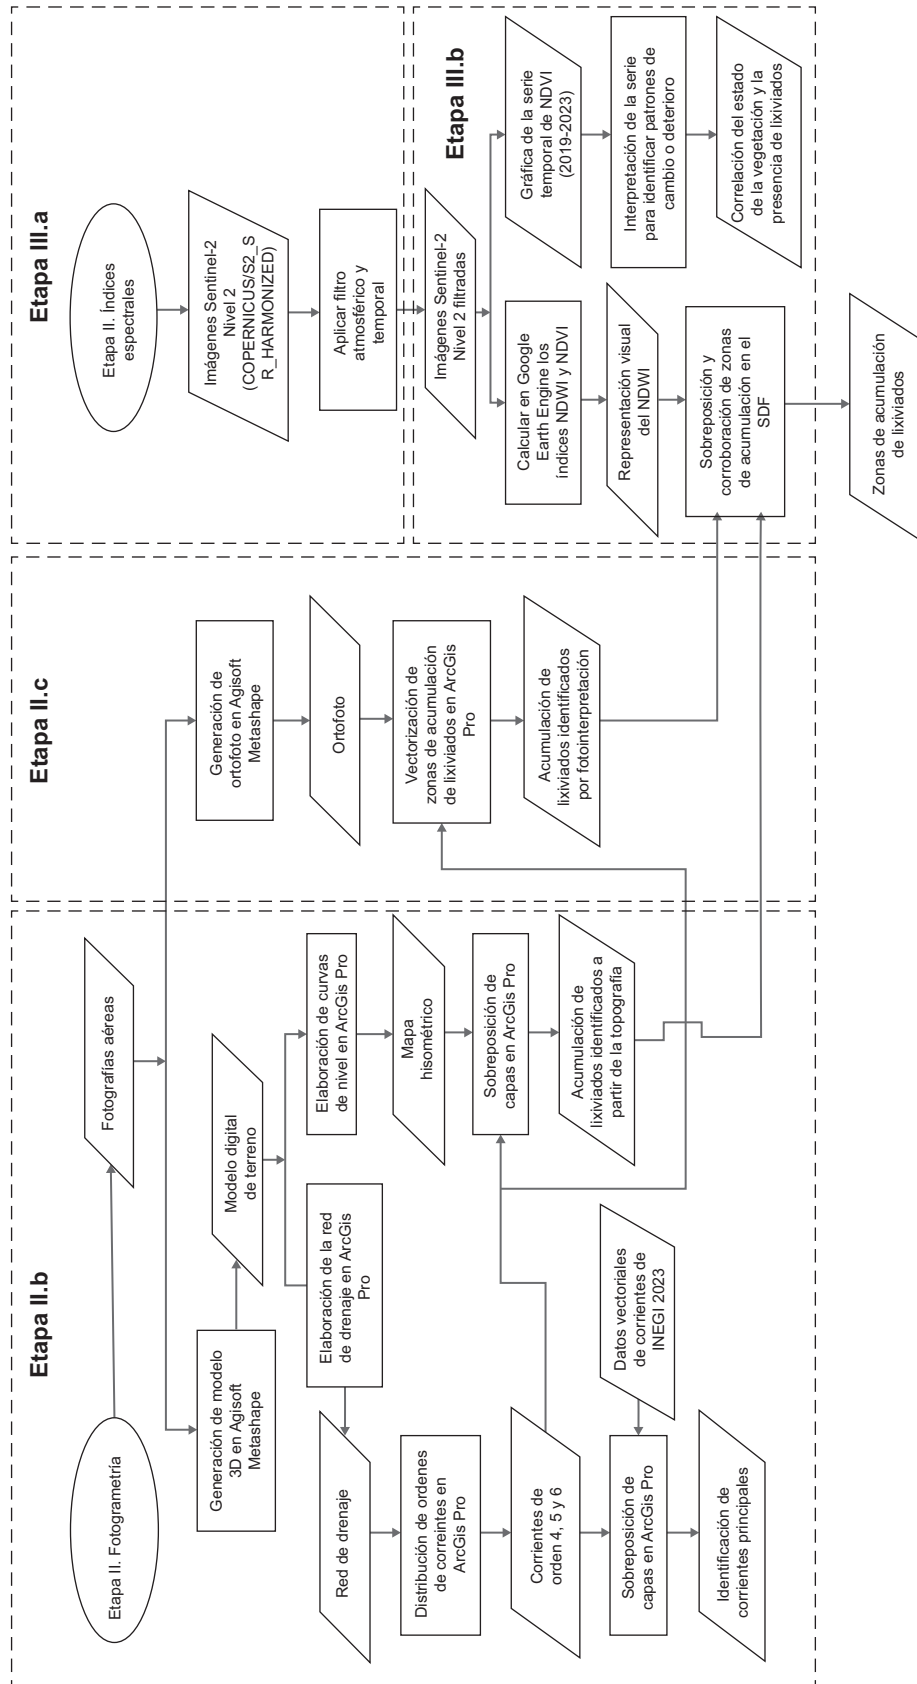 Etapa II.b
Etapa II. Fotogrametría
Fotografías aéreas
Generación de modelo
3D en Agisoft
Metashape
Modelo digital
de terreno
Elaboración de la red
de drenaje en ArcGis
Pro
Elaboración de curvas
de nivel en ArcGis Pro
Red de drenaje
Mapa
hisométrico
Distribución de ordenes
de correintes en
ArcGis Pro
Sobreposición de
capas en ArcGis Pro
Corrientes de
orden 4, 5 y 6
Acumulación de
lixiviados identificados a
partir de la topografía
Datos vectoriales
de corrientes de
INEGI 2023
Sobreposición de
capas en ArcGis Pro
Identificación de
corrientes principales
Etapa II.c
Generación de
ortofoto en Agisoft
Metashape
Ortofoto
Vectorización de
zonas de acumulación
de lixiviados en ArcGis
Pro
Acumulación de
lixiviados identificados
por fotointerpretación
Etapa III.a
Etapa II. Índices
espectrales
Imágenes Sentinel-2
Nivel 2
(COPERNICUS/S2_S
R_HARMONIZED)
Aplicar filtro
atmosférico y
temporal
Etapa III.b
Imágenes Sentinel-2
Nivel 2 filtradas
Calcular en Google
Earth Engine los
índices NDWI y NDVI
Gráfica de la serie
temporal de NDVI
(2019-2023)
Representación visual
del NDWI
Interpretación de la serie
para identificar patrones de
cambio o deterioro
Sobreposición y
corroboración de zonas
de acumulación en el
SDF
Correlación del estado
de la vegetación y la
presencia de lixiviados
Zonas de acumulación
de lixiviados